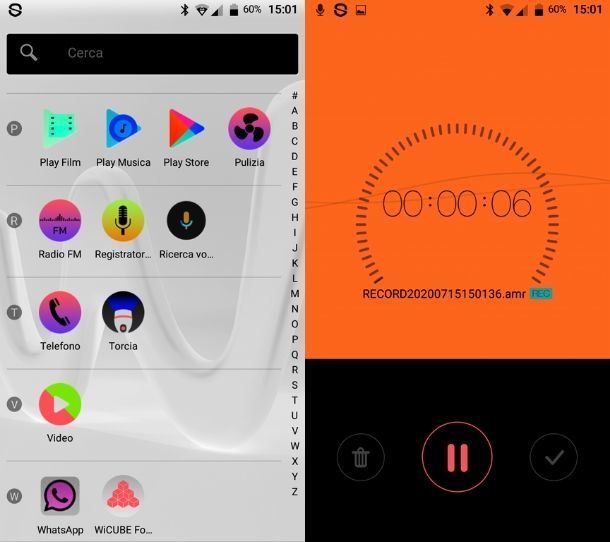 60% 15:01
Cerca
P
Play Film Play Musica Play Store Pulizia
R
FM
Radio FM Registrator... Ricerca vo...
T
Telefono Torcia
V
Video
W
WhatsApp WiCUBE Fo...
#
A
B
C
D
E
F
G
H
I
J
K
L
M
N
O
P
Q
R
S
T
U
V
W
X
Y
Z
60% 15:01
00:00:06
RECORD20200715150136.amr REC